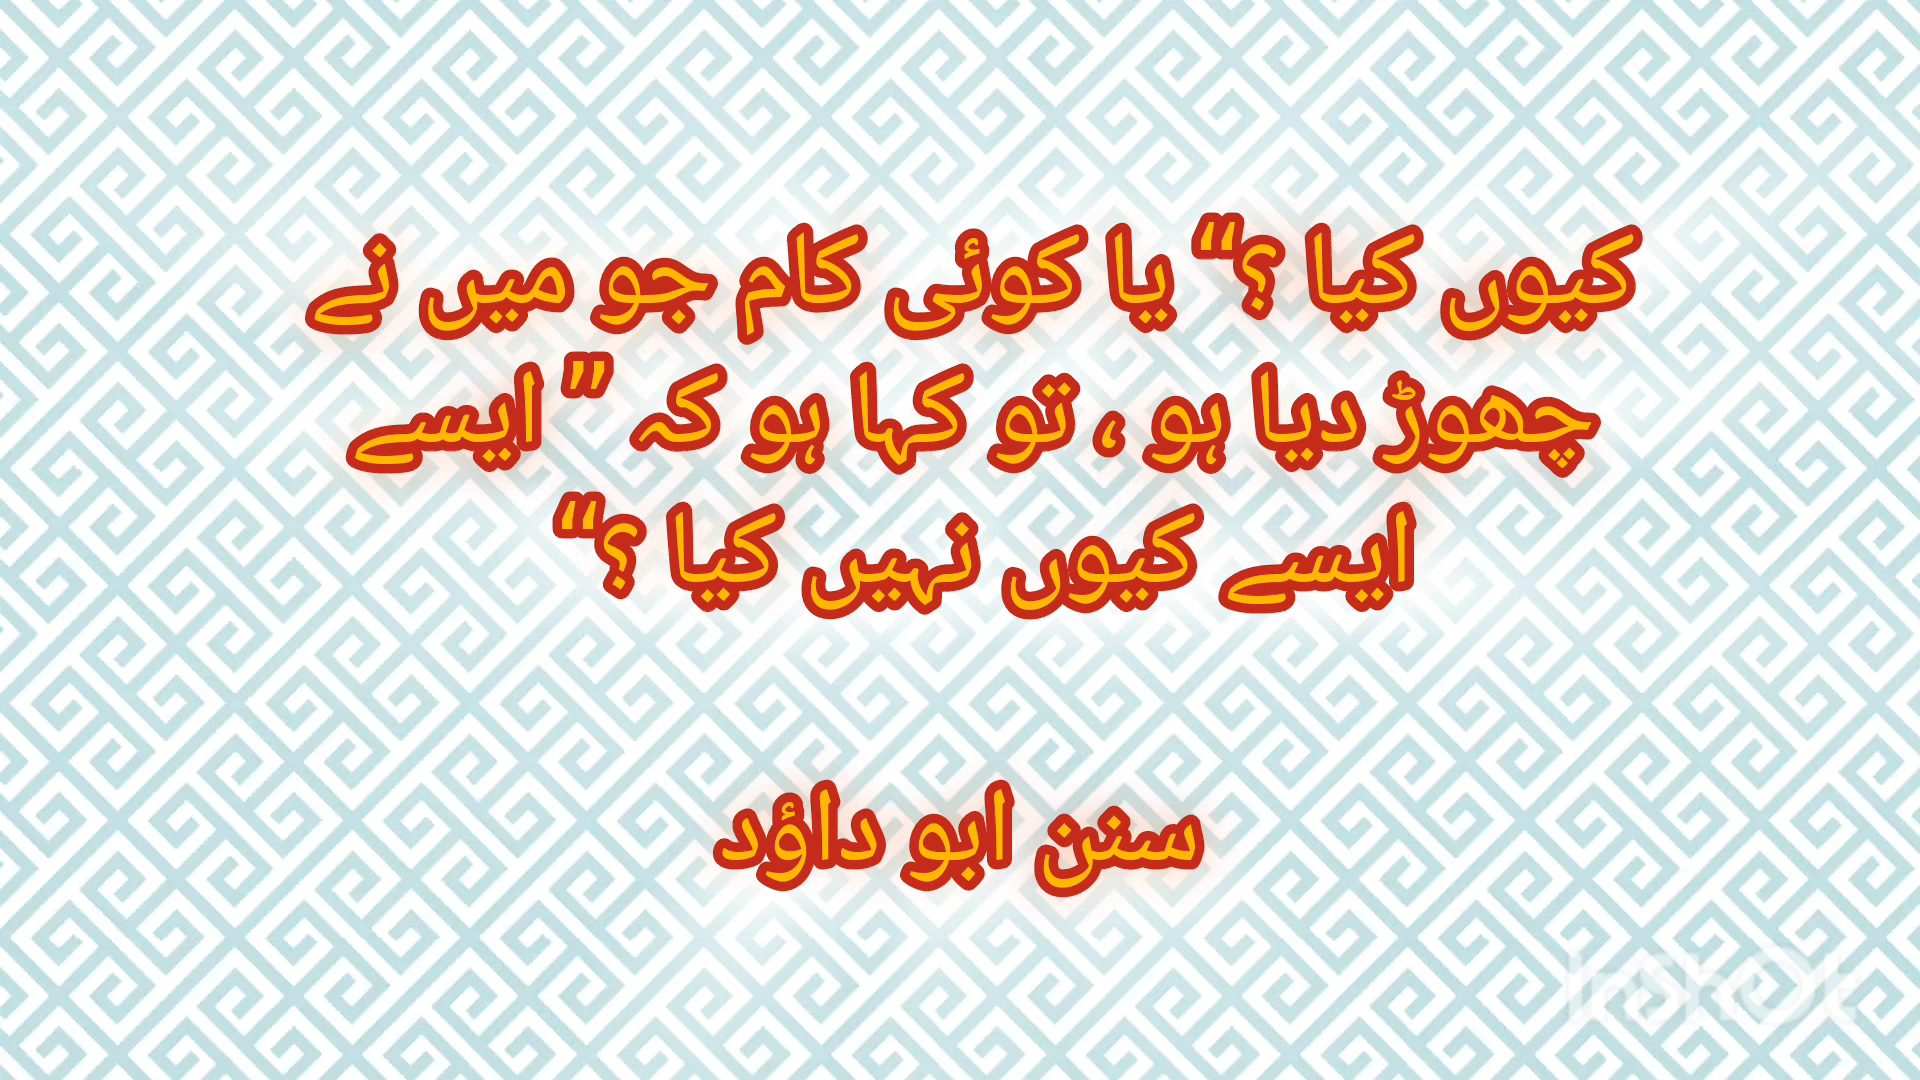 کیوں کیا ؟“ یا کوئی کام جو میں نے
چھوڑ دیا ہو ، تو کہا ہو کہ ” ایسے
ایسے کیوں نہیں کیا ؟“
سنن ابو داؤد
InShOt